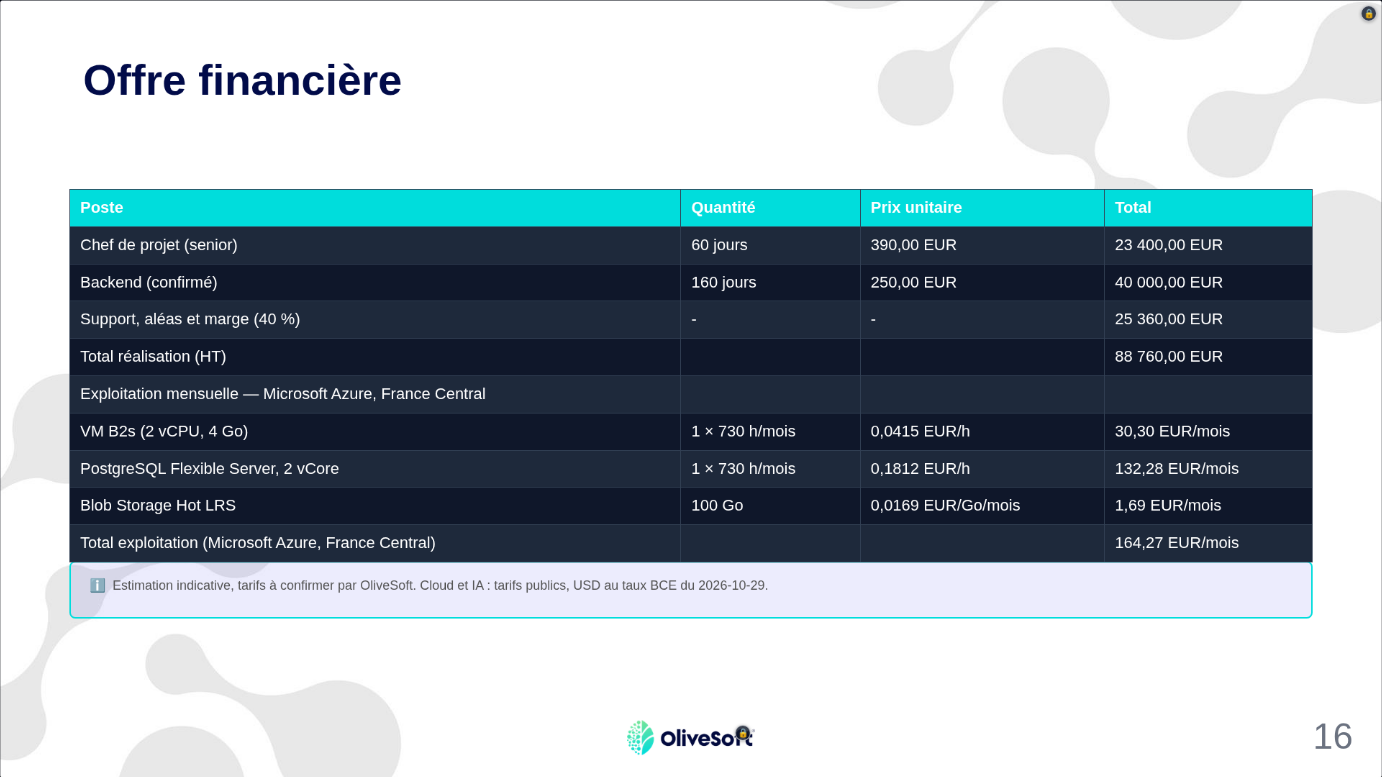 Offre financière
Poste Quantité Prix unitaire Total
Chef de projet (senior) 60 jours 390,00 EUR 23 400,00 EUR
Backend (confirmé) 160 jours 250,00 EUR 40 000,00 EUR
Support, aléas et marge (40 %) - - 25 360,00 EUR
Total réalisation (HT) 88 760,00 EUR
Exploitation mensuelle — Microsoft Azure, France Central
VM B2s (2 vCPU, 4 Go) 1 × 730 h/mois 0,0415 EUR/h 30,30 EUR/mois
PostgreSQL Flexible Server, 2 vCore 1 × 730 h/mois 0,1812 EUR/h 132,28 EUR/mois
Blob Storage Hot LRS 100 Go 0,0169 EUR/Go/mois 1,69 EUR/mois
Total exploitation (Microsoft Azure, France Central) 164,27 EUR/mois
ℹ️ Estimation indicative, tarifs à confirmer par OliveSoft. Cloud et IA : tarifs publics, USD au taux BCE du 2026-10-29.
OliveSoft
16